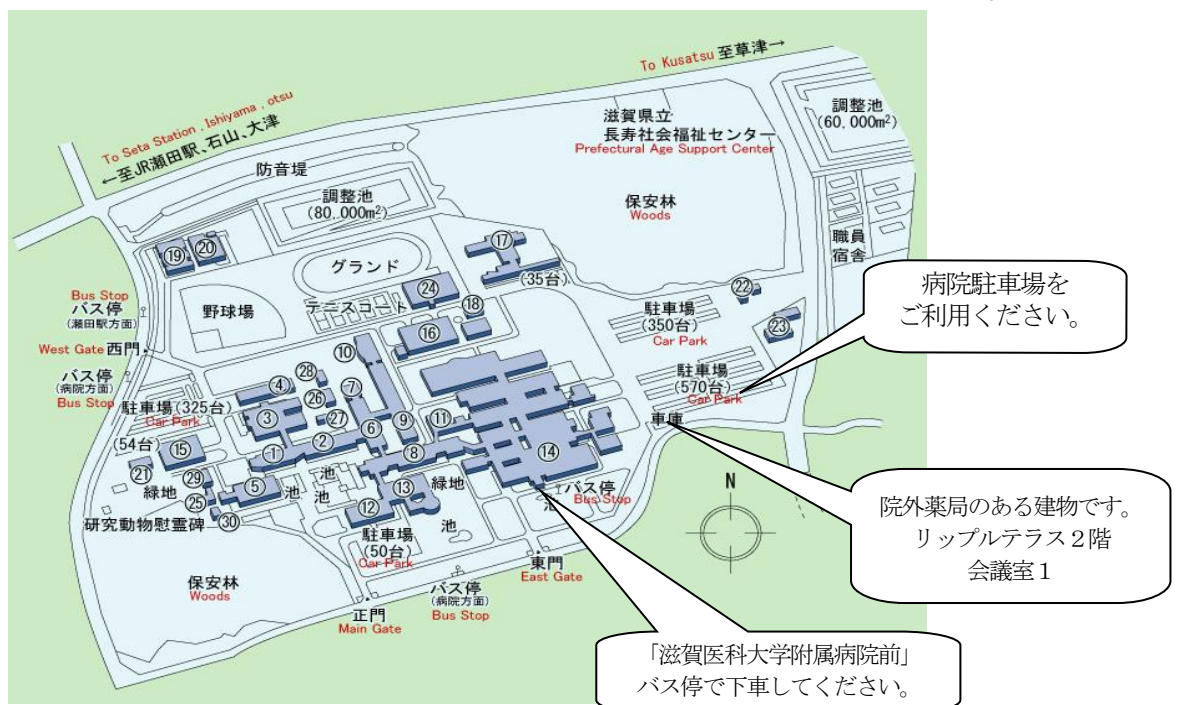 To Kusatsu 至草津→
To Seta Station , Ishiyama , otsu
←至JR瀬田駅、石山、大津
防音堤
調整池
(80,000m²)
滋賀県立
長寿社会福祉センター
Prefectural Age Support Center
調整池
(60,000m²)
保安林
Woods
職員
宿舎
⑲
⑳
⑰
(35台)
グランド
㉔
⑱
㉒
病院駐車場を
ご利用ください。
Bus Stop
バス停
(瀬田駅方面)
野球場
テニスコート
⑯
駐車場
(350台)
Car Park
㉓
West Gate 西門
⑩
駐車場
(570台)
Car Park
バス停
(病院方面)
Bus Stop
㉘
④
㉖
⑦
駐車場(325台)
Car Park
③
㉗
⑥
⑨
⑪
車庫
(54台)
⑮
①
②
⑧
⑭
㉑
㉙
緑地
㉕
⑤
池
池
池
⑫
⑬
緑地
池
バス停
Bus Stop
池
N
研究動物慰霊碑
㉚
駐車場
(50台)
Car Park
院外薬局のある建物です。
リップルテラス２階
会議室１
保安林
Woods
東門
East Gate
バス停
(病院方面)
Bus Stop
正門
Main Gate
「滋賀医科大学附属病院前」
バス停で下車してください。